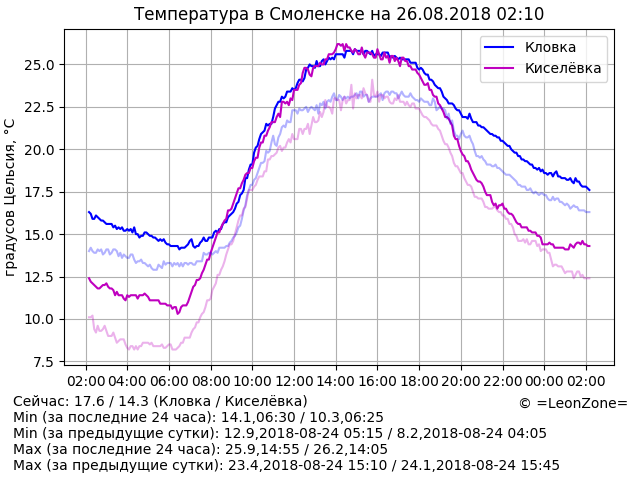 Температура в Смоленске на 26.08.2018 02:10
градусов Цельсия, °C
25.0
22.5
20.0
17.5
15.0
12.5
10.0
7.5
Кловка
Киселёвка
02:00 04:00 06:00 08:00 10:00 12:00 14:00 16:00 18:00 20:00 22:00 00:00 02:00
Сейчас: 17.6 / 14.3 (Кловка / Киселёвка)
© =LeonZone=
Min (за последние 24 часа): 14.1,06:30 / 10.3,06:25
Min (за предыдущие сутки): 12.9,2018-08-24 05:15 / 8.2,2018-08-24 04:05
Max (за последние 24 часа): 25.9,14:55 / 26.2,14:05
Max (за предыдущие сутки): 23.4,2018-08-24 15:10 / 24.1,2018-08-24 15:45